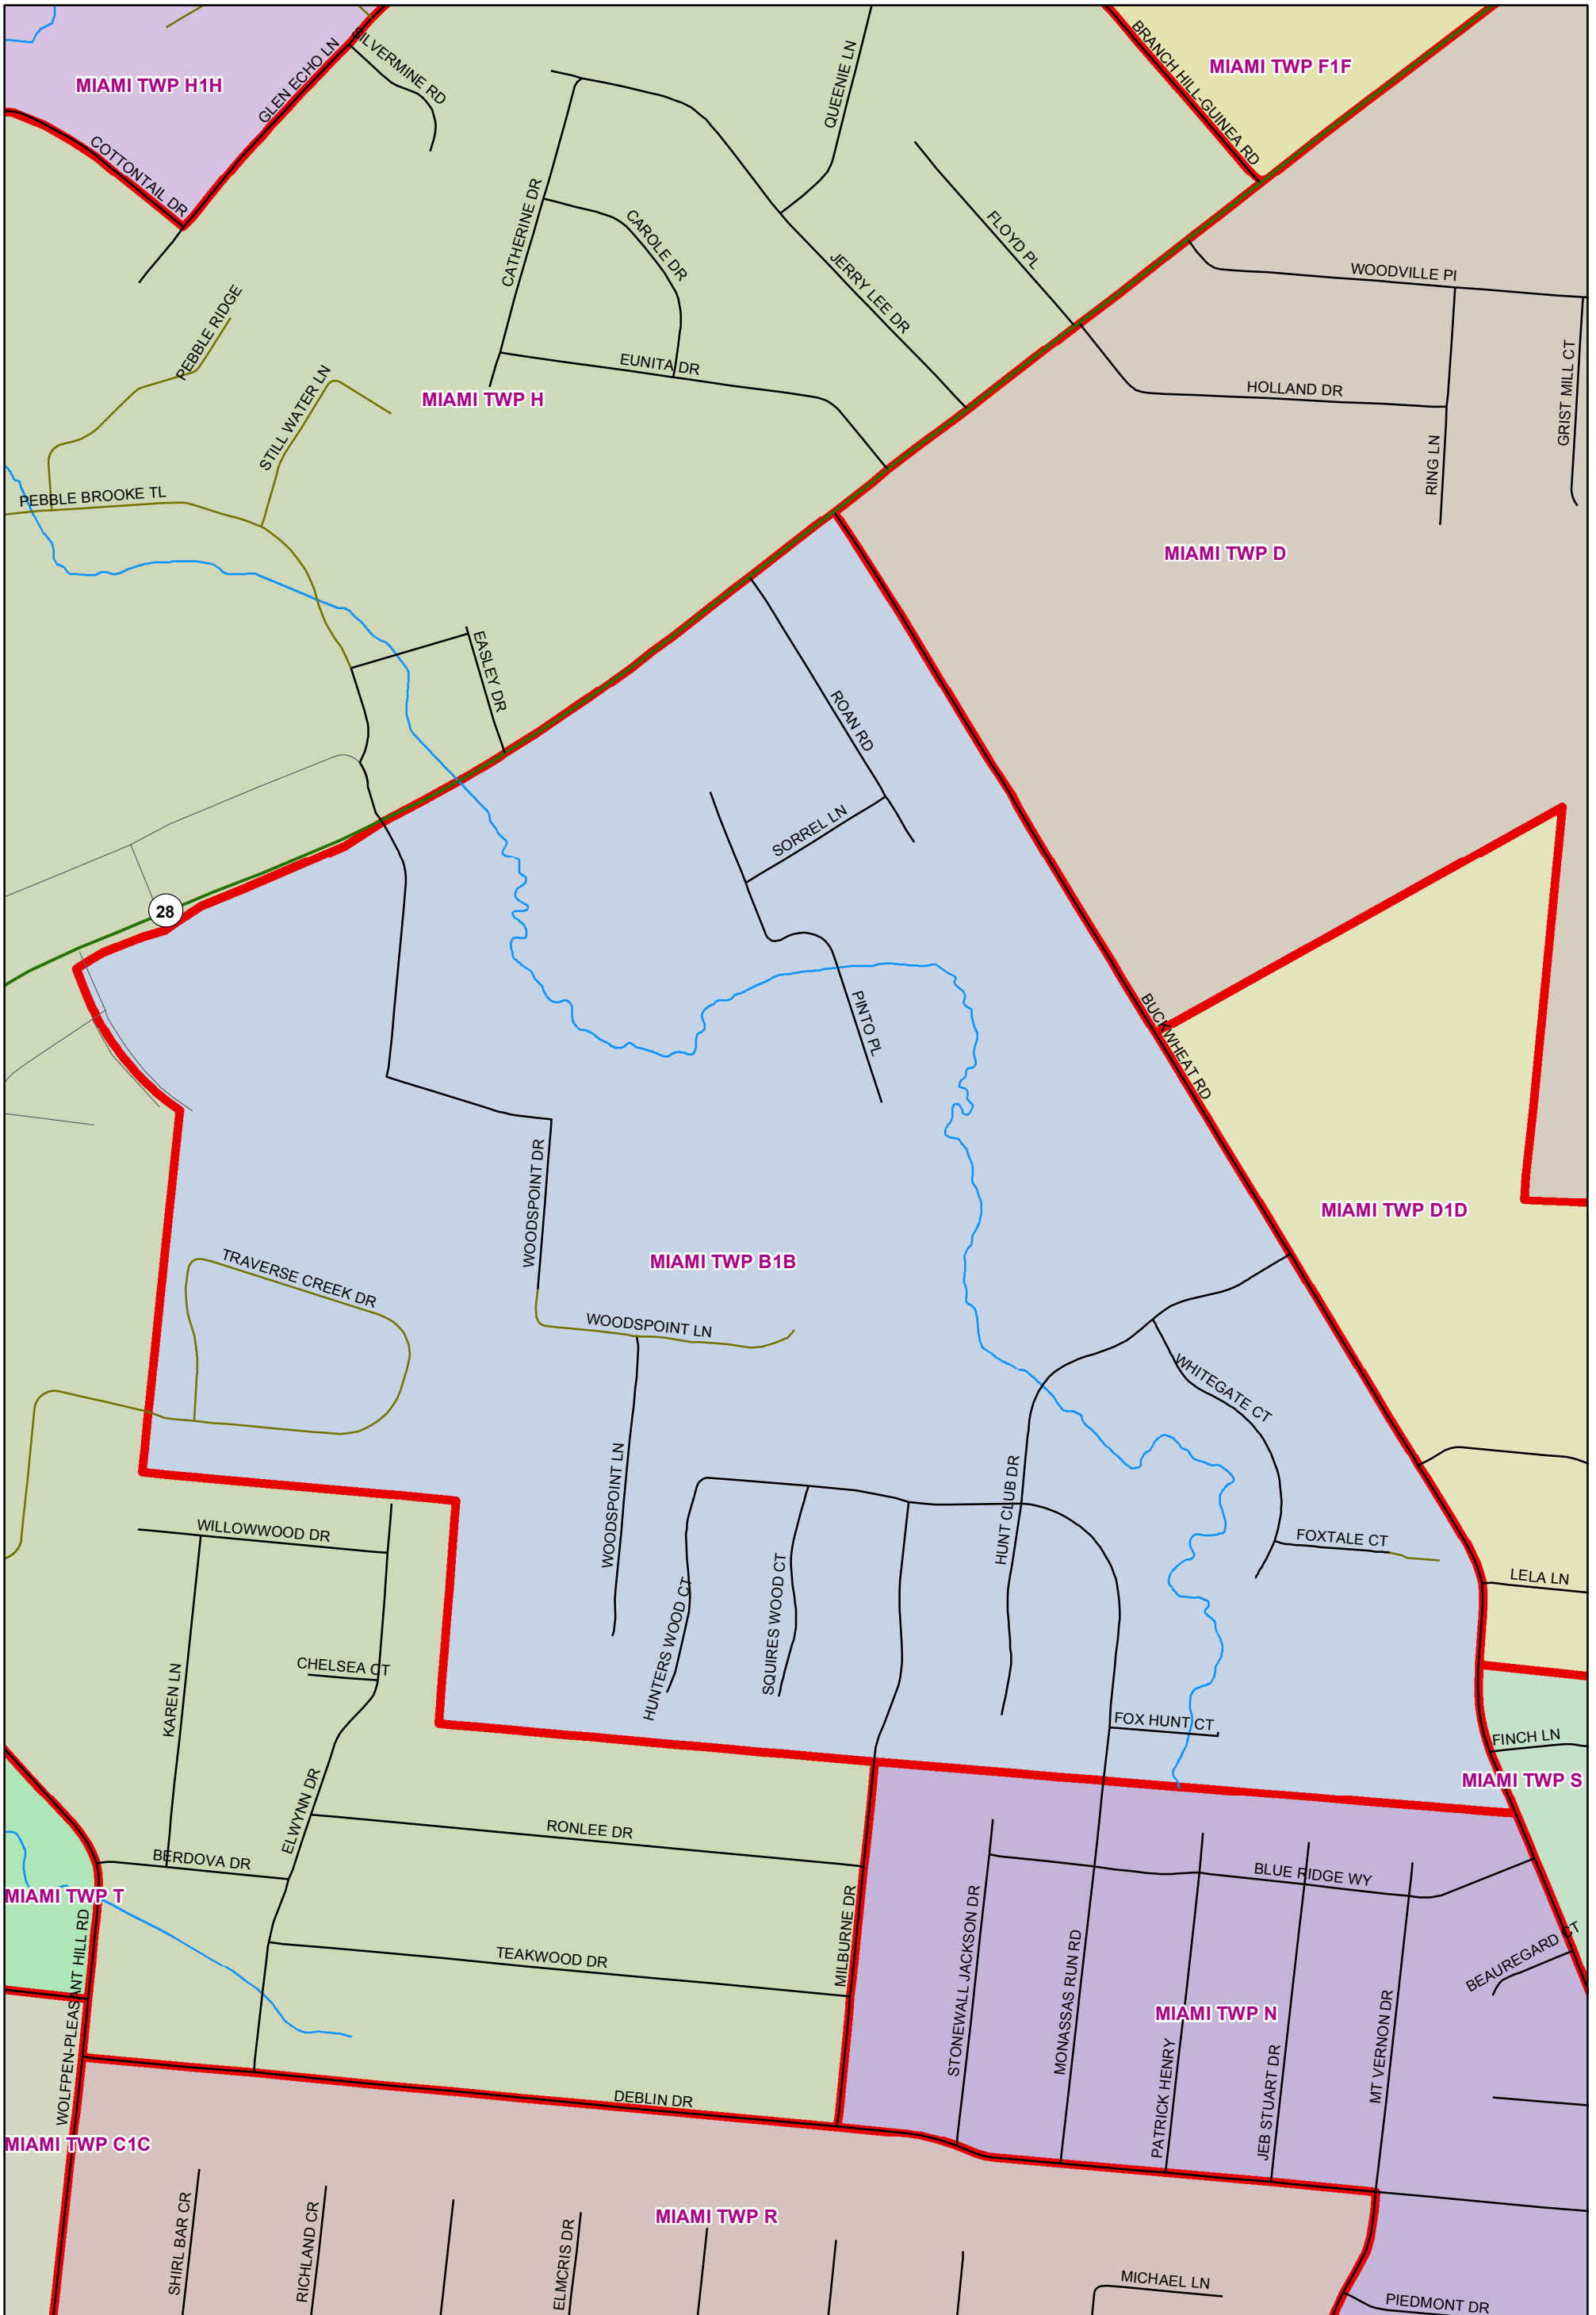 MIAMI TWP H1H
GLEN ECHO LN
SILVERMINE RD
COTTONTAIL DR
QUEENIE LN
BRANCH HILL-GUINEA RD
MIAMI TWP F1F
CATHERINE DR
CAROLE DR
FLOYD PL
JERRY LEE DR
WOODVILLE PI
PEBBLE RIDGE
STILL WATER LN
EUNITA DR
MIAMI TWP H
HOLLAND DR
GRIST MILL CT
RING LN
PEBBLE BROOKE TL
MIAMI TWP D
EASLEY DR
ROAN RD
SORREL LN
28
PINTO PL
BUCKWHEAT RD
WOODSPOINT DR
MIAMI TWP D1D
TRAVERSE CREEK DR
MIAMI TWP B1B
WOODSPOINT LN
WHITEGATE CT
WOODSPOINT LN
HUNT CLUB DR
WILLOWWOOD DR
FOXTALE CT
LELA LN
HUNTERS WOOD CT
SQUIRES WOOD CT
CHELSEA CT
KAREN LN
FOX HUNT CT
FINCH LN
MIAMI TWP S
ELWYNN DR
RONLEE DR
BERDOVA DR
BLUE RIDGE WY
MIAMI TWP T
MILBURNE DR
STONEWALL JACKSON DR
BEAUREGARD CT
TEAKWOOD DR
WOLFPEN-PLEASANT HILL RD
MONASSAS RUN RD
MIAMI TWP N
PATRICK HENRY
JEB STUART DR
MT VERNON DR
DEBLIN DR
MIAMI TWP C1C
MIAMI TWP R
SHIRL BAR CR
RICHLAND CR
ELMCRIS DR
MICHAEL LN
PIEDMONT DR